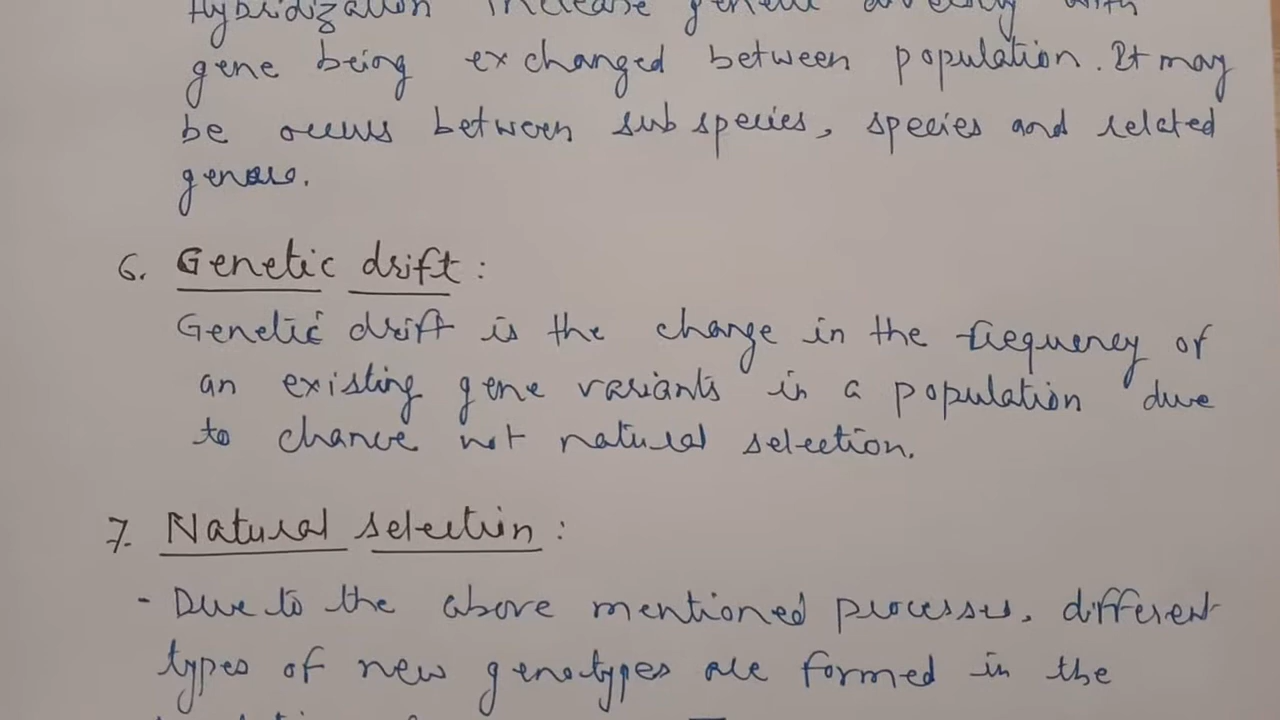 Hybridization increase genetic diversity with
gene being exchanged between population. It may
be occurs between subspecies, species and related
genus.
6. Genetic drift :
Genetic drift is the change in the frequency of
an existing gene variants in a population due
to chance not natural selection.
7. Natural selection :
- Due to the above mentioned processes, different
types of new genotypes are formed in the